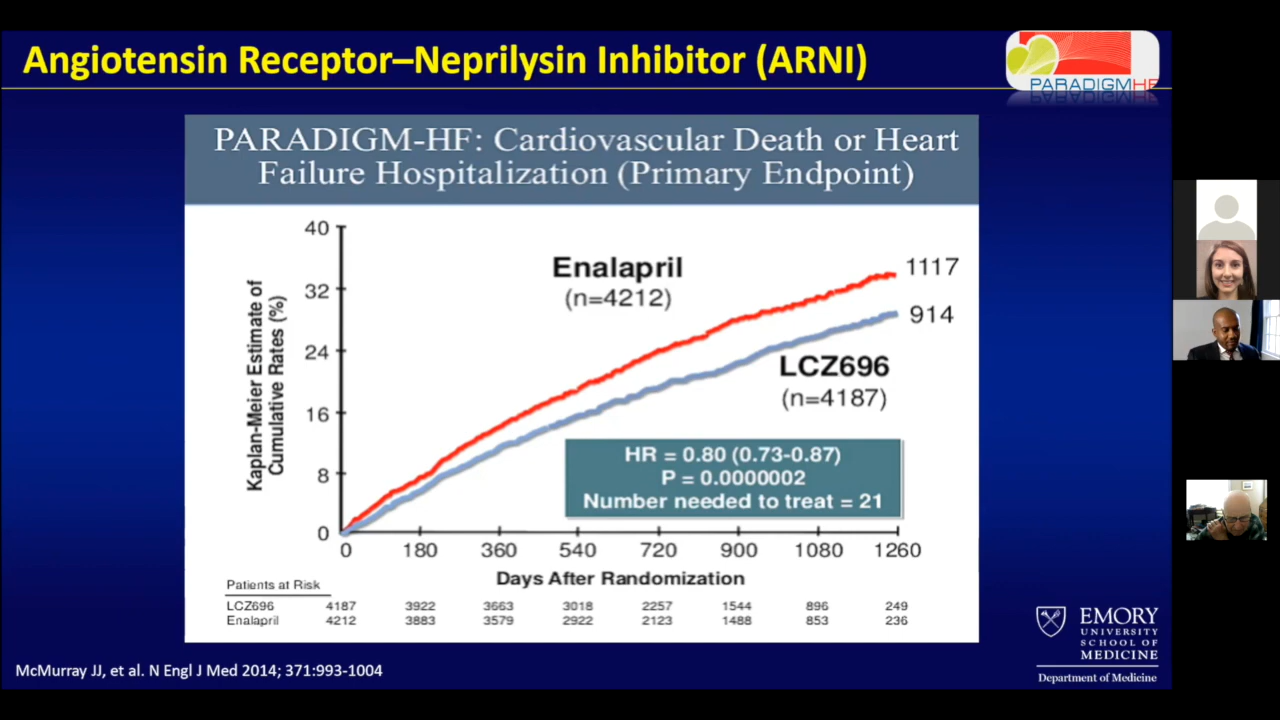 Angiotensin Receptor–Neprilysin Inhibitor (ARNI)
PARADIGMHF
PARADIGM-HF: Cardiovascular Death or Heart
Failure Hospitalization (Primary Endpoint)
Kaplan-Meier Estimate of
Cumulative Rates (%)
40
32
24
16
8
0
Enalapril
(n=4212)
1117
914
LCZ696
(n=4187)
HR = 0.80 (0.73-0.87)
P = 0.0000002
Number needed to treat = 21
0 180 360 540 720 900 1080 1260
Days After Randomization
Patients at Risk
LCZ696 4187 3922 3663 3018 2257 1544 896 249
Enalapril 4212 3883 3579 2922 2123 1488 853 236
McMurray JJ, et al. N Engl J Med 2014; 371:993-1004
EMORY
UNIVERSITY
SCHOOL OF
MEDICINE
Department of Medicine